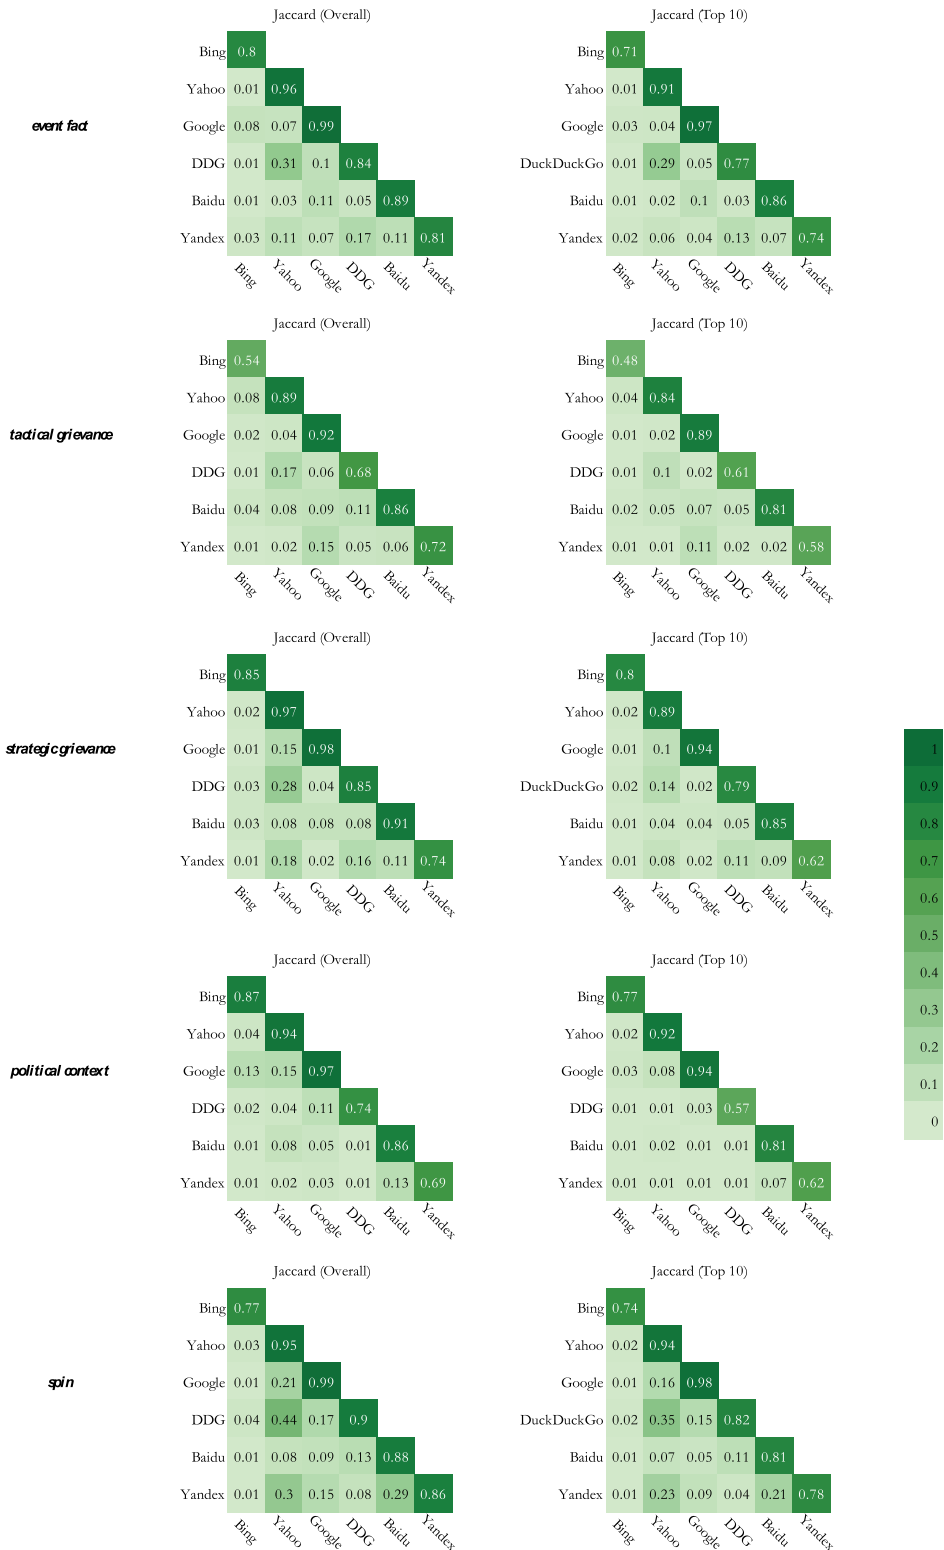 Jaccard (Overall) Jaccard (Top 10)
Bing 0.8 Bing 0.71
Yahoo 0.01 0.96 Yahoo 0.01 0.91
event fact Google 0.08 0.07 0.99 Google 0.03 0.04 0.97
DDG 0.01 0.31 0.1 0.84 DuckDuckGo 0.01 0.29 0.05 0.77
Baidu 0.01 0.03 0.11 0.05 0.89 Baidu 0.01 0.02 0.1 0.03 0.86
Yandex 0.03 0.11 0.07 0.17 0.11 0.81 Yandex 0.02 0.06 0.04 0.13 0.07 0.74
Bing Yahoo Google DDG Baidu Yandex Bing Yahoo Google DDG Baidu Yandex
Jaccard (Overall) Jaccard (Top 10)
Bing 0.54 Bing 0.48
Yahoo 0.08 0.89 Yahoo 0.04 0.84
tactical grievance Google 0.02 0.04 0.92 Google 0.01 0.02 0.89
DDG 0.01 0.17 0.06 0.68 DDG 0.01 0.1 0.02 0.61
Baidu 0.04 0.08 0.09 0.11 0.86 Baidu 0.02 0.05 0.07 0.05 0.81
Yandex 0.01 0.02 0.15 0.05 0.06 0.72 Yandex 0.01 0.01 0.11 0.02 0.02 0.58
Bing Yahoo Google DDG Baidu Yandex Bing Yahoo Google DDG Baidu Yandex
Jaccard (Overall) Jaccard (Top 10)
Bing 0.85 Bing 0.8
Yahoo 0.02 0.97 Yahoo 0.02 0.89
strategic grievance Google 0.01 0.15 0.98 Google 0.01 0.1 0.94 1
DDG 0.03 0.28 0.04 0.85 DuckDuckGo 0.02 0.14 0.02 0.79 0.9
Baidu 0.03 0.08 0.08 0.08 0.91 Baidu 0.01 0.04 0.04 0.05 0.85 0.8
Yandex 0.01 0.18 0.02 0.16 0.11 0.74 Yandex 0.01 0.08 0.02 0.11 0.09 0.62 0.7
Bing Yahoo Google DDG Baidu Yandex Bing Yahoo Google DDG Baidu Yandex 0.6
0.5
Jaccard (Overall) Jaccard (Top 10) 0.4
Bing 0.87 Bing 0.77 0.3
Yahoo 0.04 0.94 Yahoo 0.02 0.92 0.2
political context Google 0.13 0.15 0.97 Google 0.03 0.08 0.94 0.1
DDG 0.02 0.04 0.11 0.74 DDG 0.01 0.01 0.03 0.57 0
Baidu 0.01 0.08 0.05 0.01 0.86 Baidu 0.01 0.02 0.01 0.01 0.81
Yandex 0.01 0.02 0.03 0.01 0.13 0.69 Yandex 0.01 0.01 0.01 0.01 0.07 0.62
Bing Yahoo Google DDG Baidu Yandex Bing Yahoo Google DDG Baidu Yandex
Jaccard (Overall) Jaccard (Top 10)
Bing 0.77 Bing 0.74
Yahoo 0.03 0.95 Yahoo 0.02 0.94
spin Google 0.01 0.21 0.99 Google 0.01 0.16 0.98
DDG 0.04 0.44 0.17 0.9 DuckDuckGo 0.02 0.35 0.15 0.82
Baidu 0.01 0.08 0.09 0.13 0.88 Baidu 0.01 0.07 0.05 0.11 0.81
Yandex 0.01 0.3 0.15 0.08 0.29 0.86 Yandex 0.01 0.23 0.09 0.04 0.21 0.78
Bing Yahoo Google DDG Baidu Yandex Bing Yahoo Google DDG Baidu Yandex